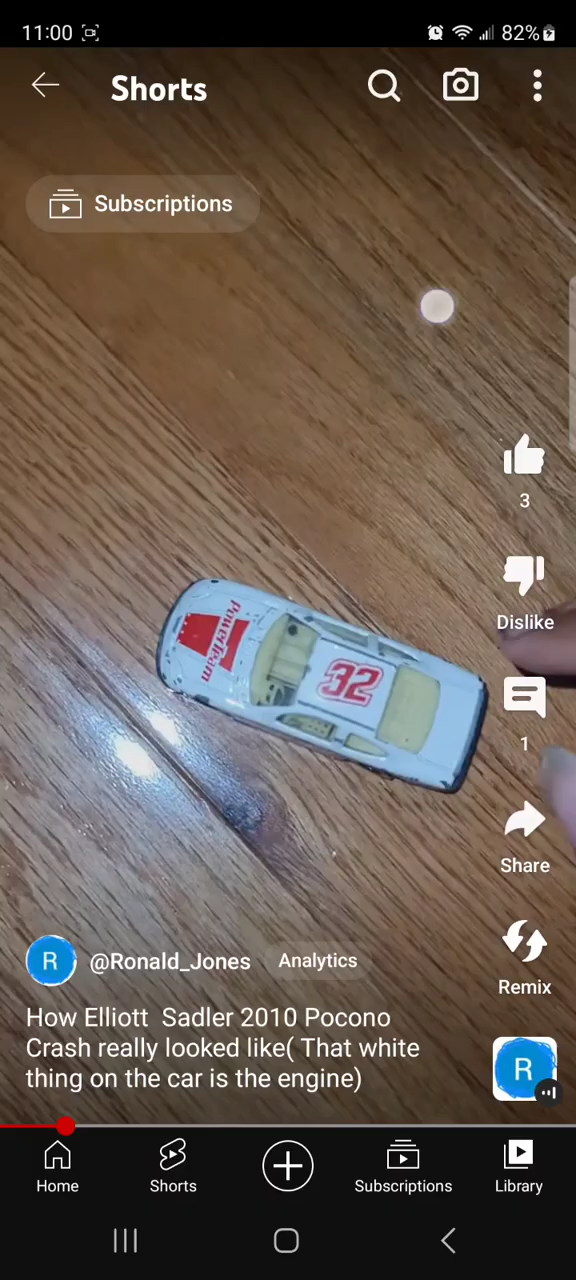 11:00
82%
Shorts
Subscriptions
PowerTeam
32
3
Dislike
1
Share
Remix
R @Ronald_Jones Analytics
How Elliott Sadler 2010 Pocono
Crash really looked like( That white
thing on the car is the engine)
R
Home Shorts Subscriptions Library